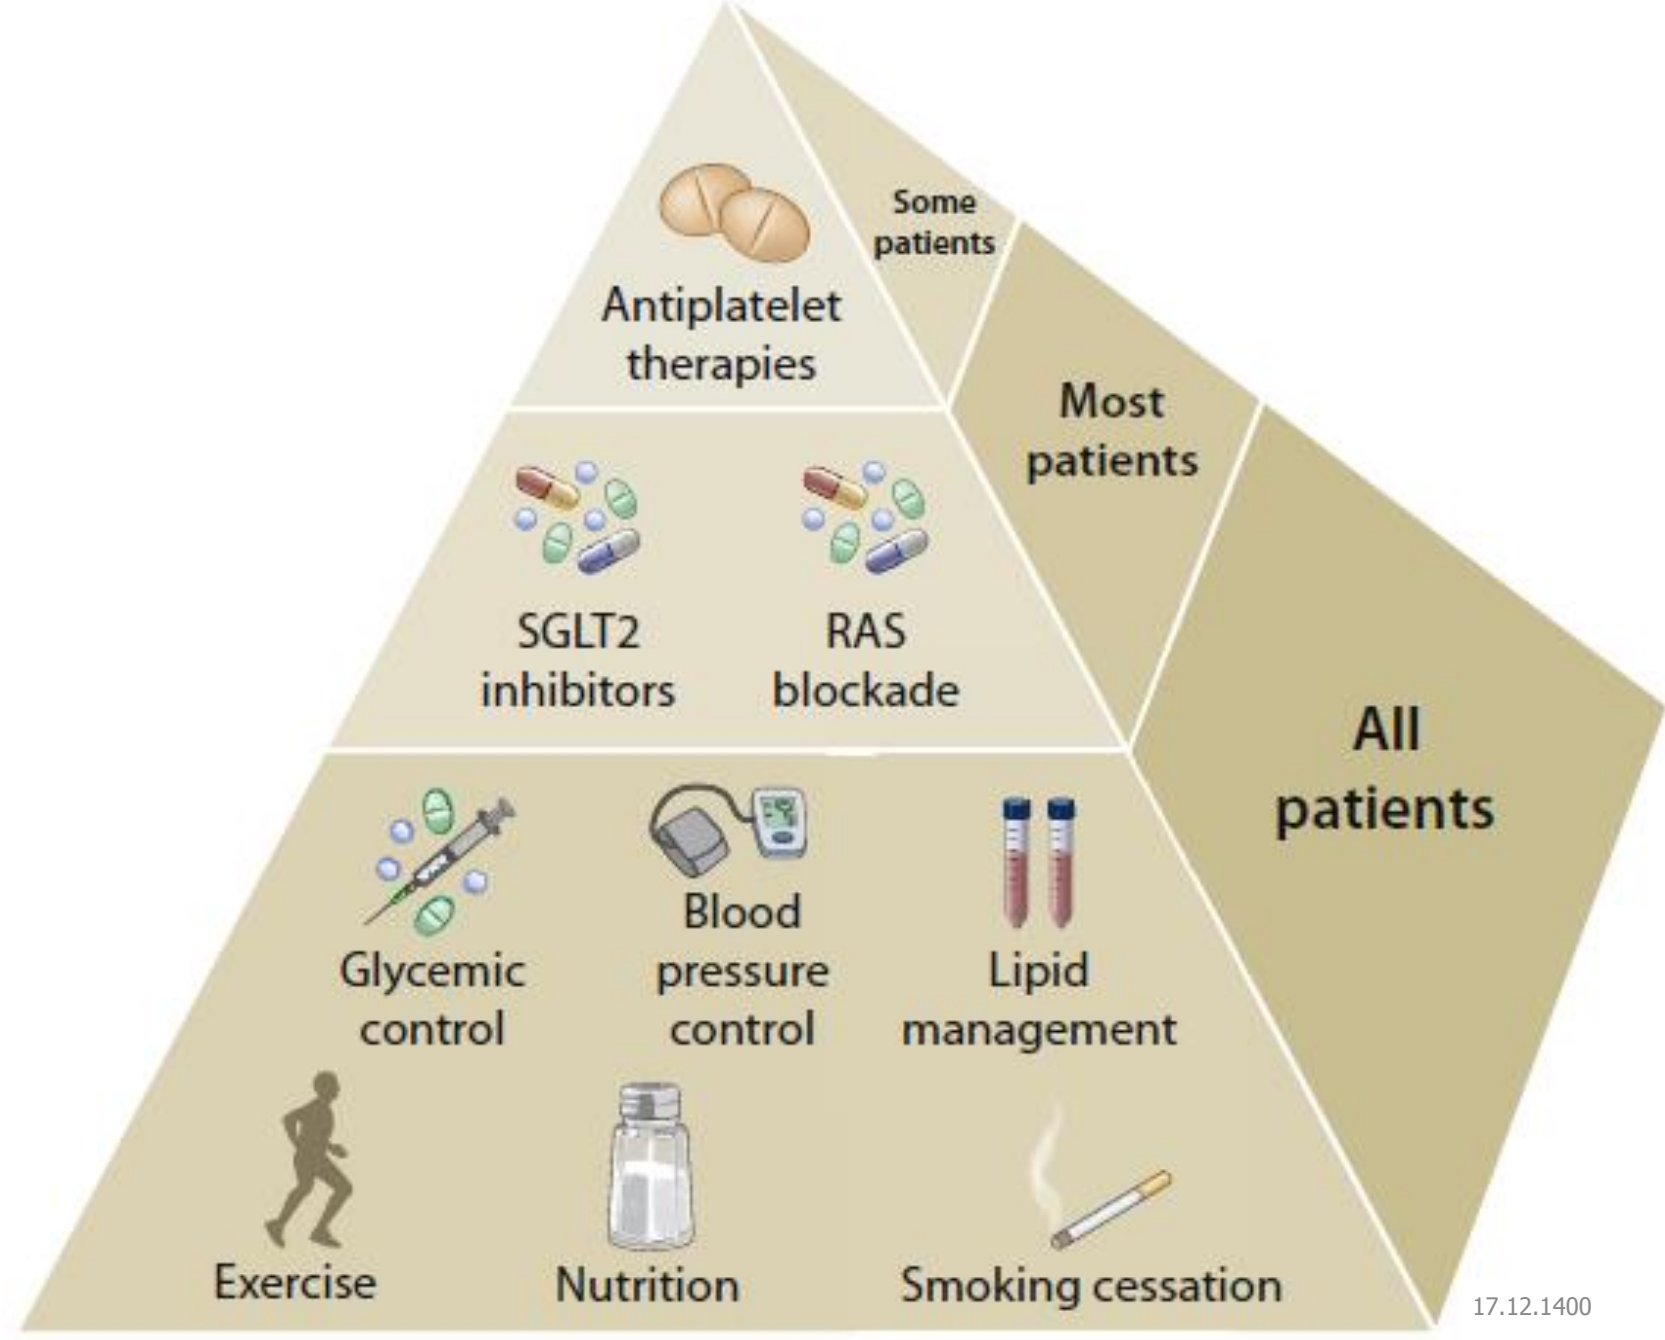 Some
patients
Antiplatelet
therapies
Most
patients
SGLT2
inhibitors
RAS
blockade
All
patients
Glycemic
control
Blood
pressure
control
Lipid
management
Exercise
Nutrition
Smoking cessation
17.12.1400